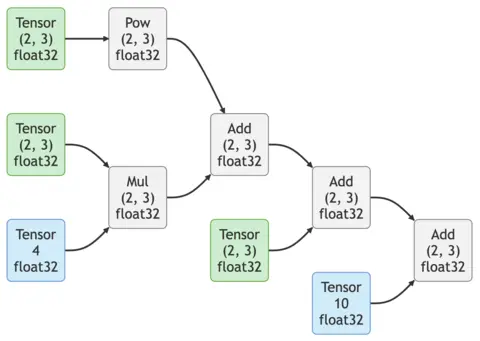 Tensor
(2, 3)
float32
Pow
(2, 3)
float32
Tensor
(2, 3)
float32
Add
(2, 3)
float32
Mul
(2, 3)
float32
Add
(2, 3)
float32
Tensor
4
float32
Tensor
(2, 3)
float32
Add
(2, 3)
float32
Tensor
10
float32